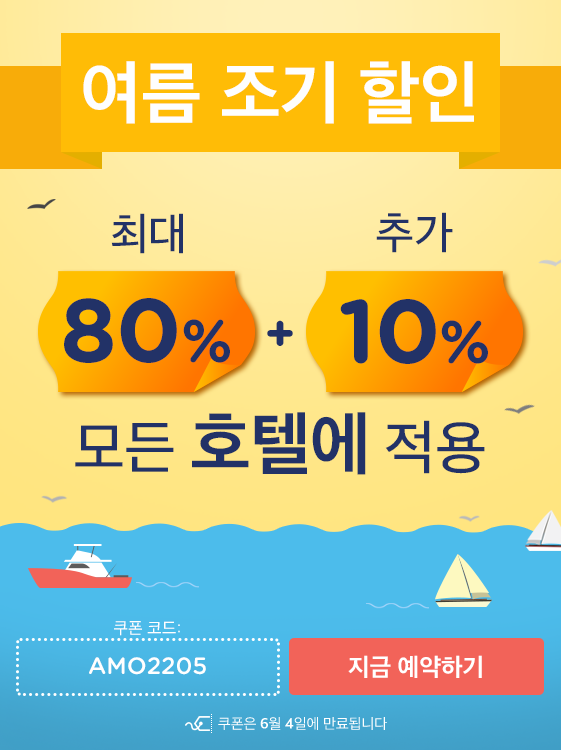 여름 조기 할인
최대
추가
80% + 10%
모든 호텔에 적용
쿠폰 코드:
AMO2205
지금 예약하기
쿠폰은 6월 4일에 만료됩니다